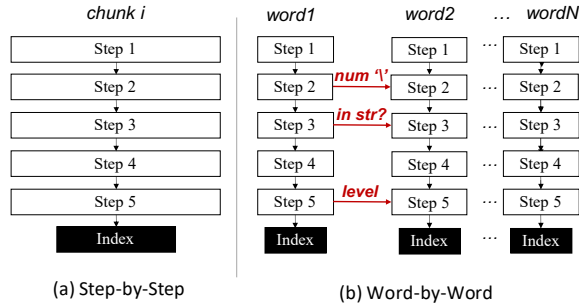 chunk i
Step 1
Step 2
Step 3
Step 4
Step 5
Index
(a) Step-by-Step
word1 word2 ... wordN
Step 1 Step 1 ... Step 1
Step 2 num '\' Step 2 ... Step 2
Step 3 in str? Step 3 ... Step 3
Step 4 Step 4 ... Step 4
Step 5 level Step 5 ... Step 5
Index Index ... Index
(b) Word-by-Word